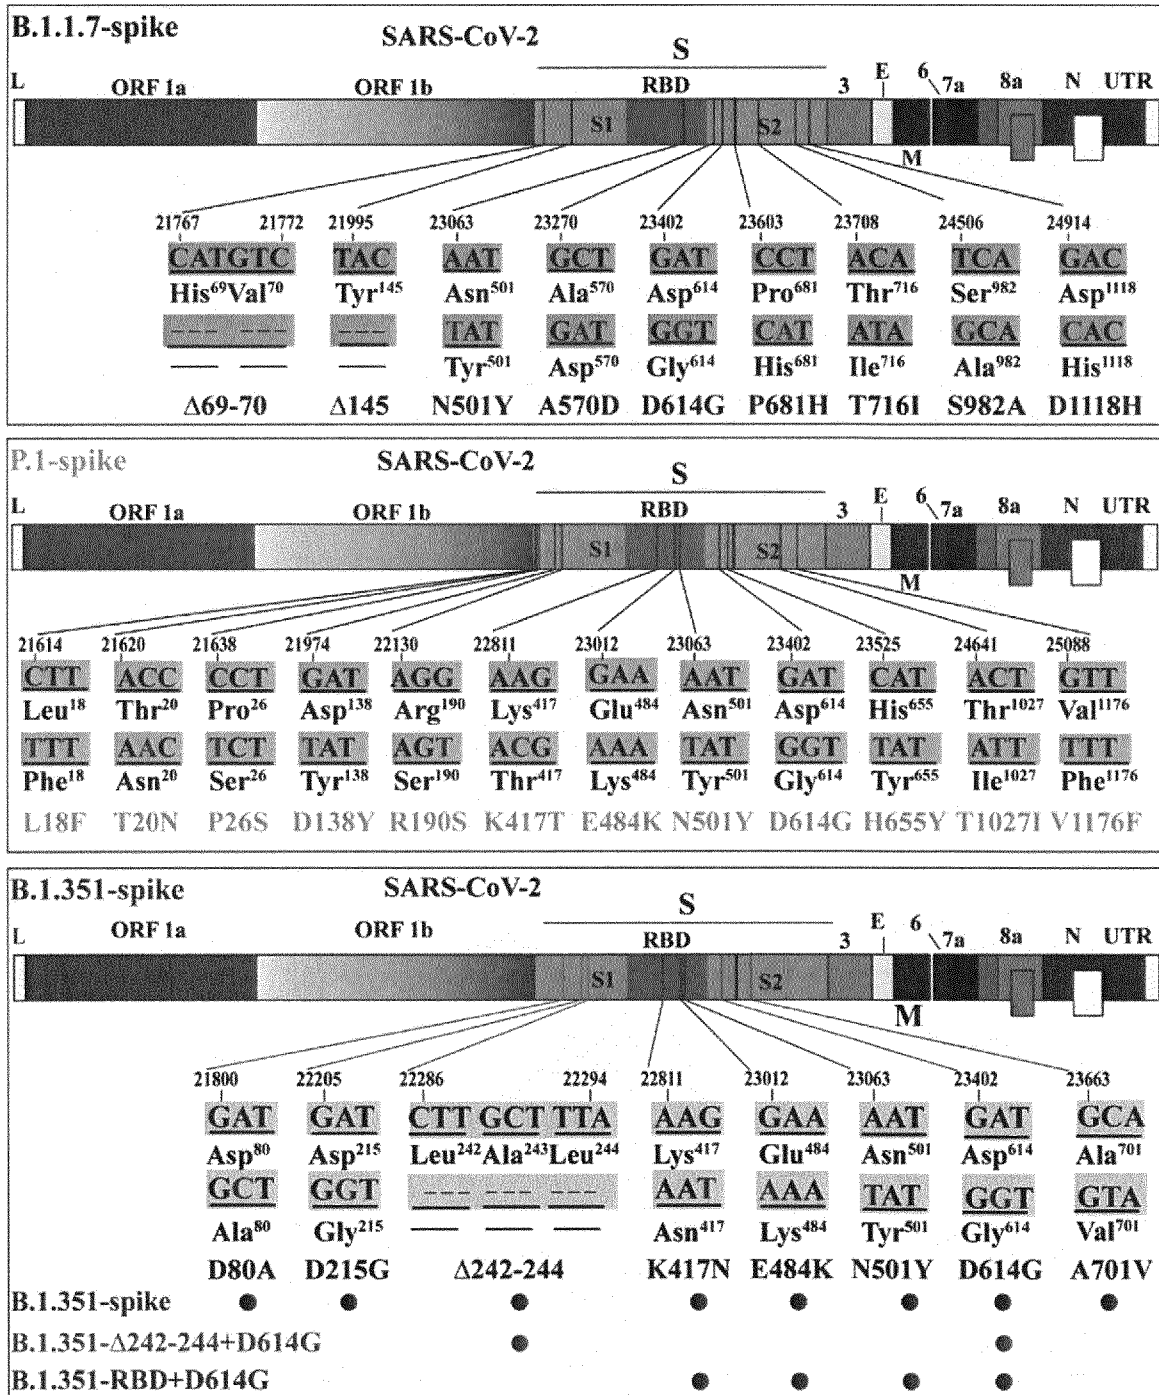 B.1.1.7-spike
SARS-CoV-2
S
L ORF 1a ORF 1b RBD 3 E 6 7a 8a N UTR
S1 S2
M
21767 21772 21995 23063 23270 23402 23603 23708 24506 24914
CATGTC TAC AAT GCT GAT CCT ACA TCA GAC
His⁶⁹Val⁷⁰ Tyr¹⁴⁵ Asn⁵⁰¹ Ala⁵⁷⁰ Asp⁶¹⁴ Pro⁶⁸¹ Thr⁷¹⁶ Ser⁹⁸² Asp¹¹¹⁸
--- --- --- TAT GAT GGT CAT ATA GCA CAC
— — — Tyr⁵⁰¹ Asp⁵⁷⁰ Gly⁶¹⁴ His⁶⁸¹ Ile⁷¹⁶ Ala⁹⁸² His¹¹¹⁸
Δ69-70 Δ145 N501Y A570D D614G P681H T716I S982A D1118H
P.1-spike
SARS-CoV-2
S
L ORF 1a ORF 1b RBD 3 E 6 7a 8a N UTR
S1 S2
M
21614 21620 21638 21974 22130 22811 23012 23063 23402 23525 24641 25088
CTT ACC CCT GAT AGG AAG GAA AAT GAT CAT ACT GTT
Leu¹⁸ Thr²⁰ Pro²⁶ Asp¹³⁸ Arg¹⁹⁰ Lys⁴¹⁷ Glu⁴⁸⁴ Asn⁵⁰¹ Asp⁶¹⁴ His⁶⁵⁵ Thr¹⁰²⁷ Val¹¹⁷⁶
TTT AAC TCT TAT AGT ACG AAA TAT GGT TAT ATT TTT
Phe¹⁸ Asn²⁰ Ser²⁶ Tyr¹³⁸ Ser¹⁹⁰ Thr⁴¹⁷ Lys⁴⁸⁴ Tyr⁵⁰¹ Gly⁶¹⁴ Tyr⁶⁵⁵ Ile¹⁰²⁷ Phe¹¹⁷⁶
L18F T20N P26S D138Y R190S K417T E484K N501Y D614G H655Y T1027I V1176F
B.1.351-spike
SARS-CoV-2
S
L ORF 1a ORF 1b RBD 3 E 6 7a 8a N UTR
S1 S2
M
21800 22205 22286 22294 22811 23012 23063 23402 23663
GAT GAT CTT GCT TTA AAG GAA AAT GAT GCA
Asp⁸⁰ Asp²¹⁵ Leu²⁴²Ala²⁴³Leu²⁴⁴ Lys⁴¹⁷ Glu⁴⁸⁴ Asn⁵⁰¹ Asp⁶¹⁴ Ala⁷⁰¹
GCT GGT --- --- --- AAT AAA TAT GGT GTA
Ala⁸⁰ Gly²¹⁵ — — — Asn⁴¹⁷ Lys⁴⁸⁴ Tyr⁵⁰¹ Gly⁶¹⁴ Val⁷⁰¹
D80A D215G Δ242-244 K417N E484K N501Y D614G A701V
B.1.351-spike ● ● ● ● ● ● ● ●
B.1.351-Δ242-244+D614G ● ●
B.1.351-RBD+D614G ● ● ● ●